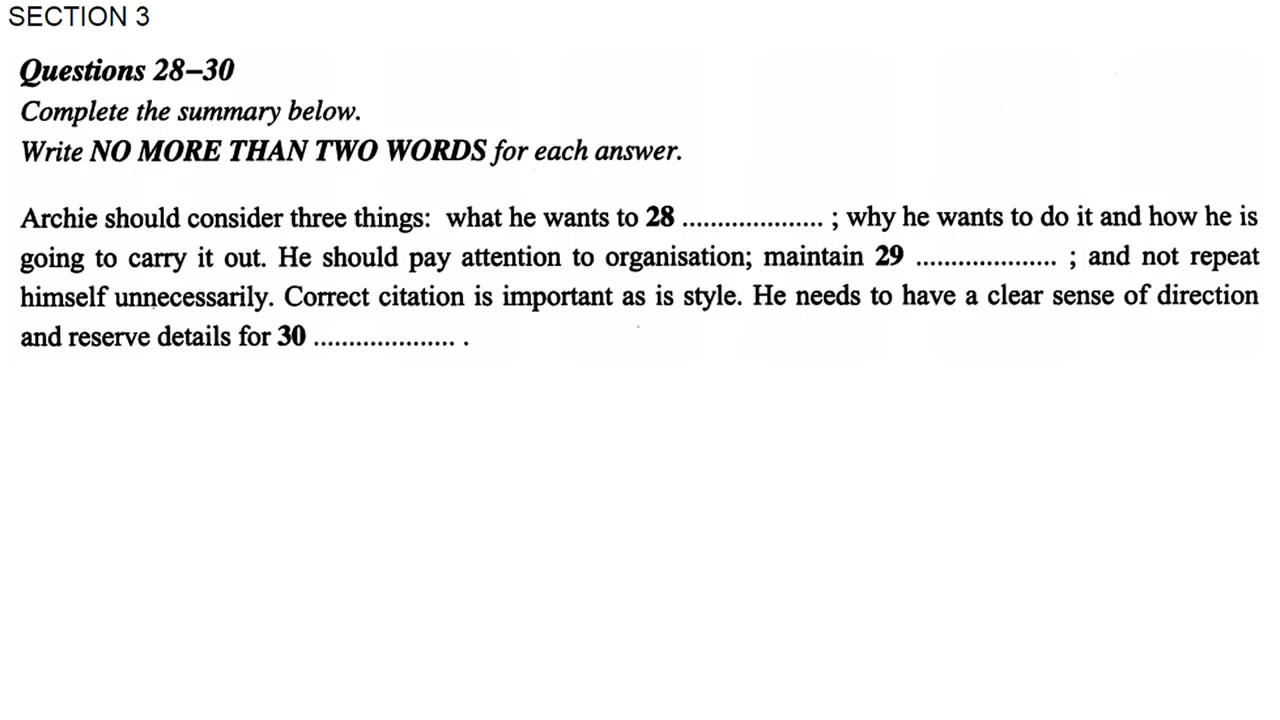 SECTION 3
Questions 28–30
Complete the summary below.
Write NO MORE THAN TWO WORDS for each answer.
Archie should consider three things: what he wants to 28 .................... ; why he wants to do it and how he is
going to carry it out. He should pay attention to organisation; maintain 29 .................... ; and not repeat
himself unnecessarily. Correct citation is important as is style. He needs to have a clear sense of direction
and reserve details for 30 .................... .